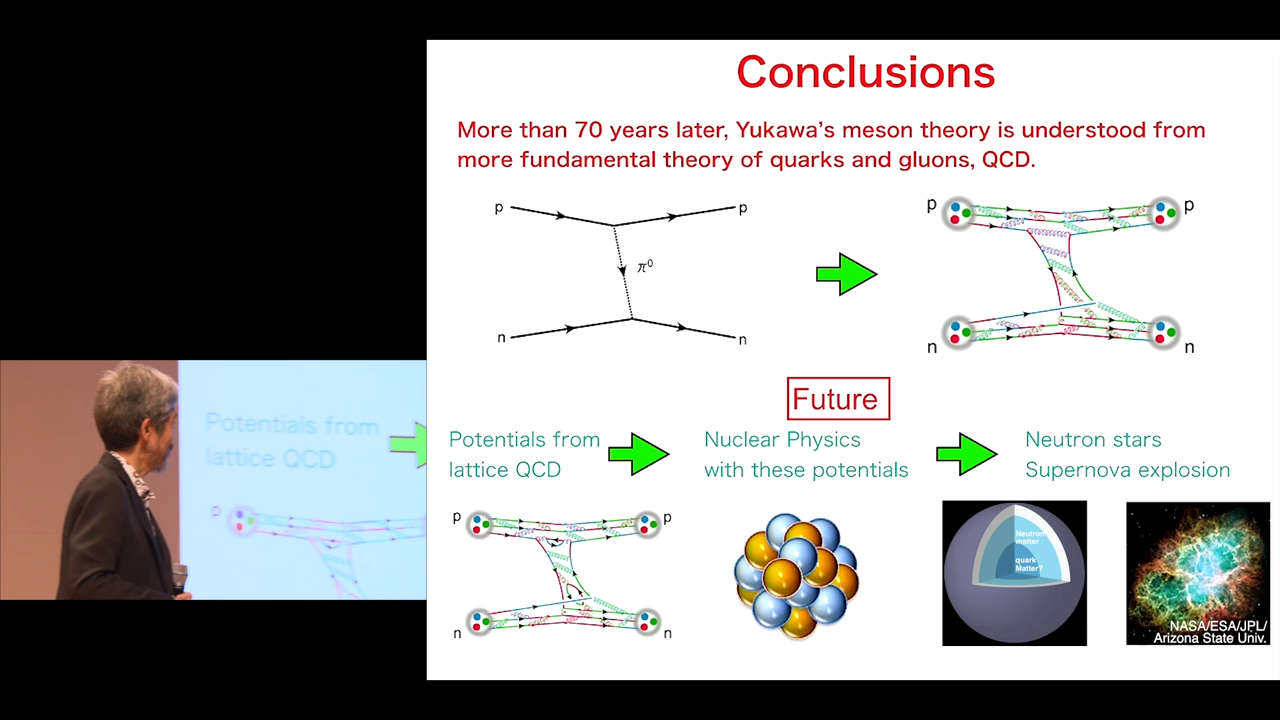 Conclusions
More than 70 years later, Yukawa's meson theory is understood from
more fundamental theory of quarks and gluons, QCD.
p
p
π⁰
n
n
p
p
n
n
Future
Potentials from
lattice QCD
Nuclear Physics
with these potentials
Neutron stars
Supernova explosion
p
p
n
n
Neutron
matter
quark
Matter?
NASA/ESA/JPL/
Arizona State Univ.
Potentials from
lattice QCD
p